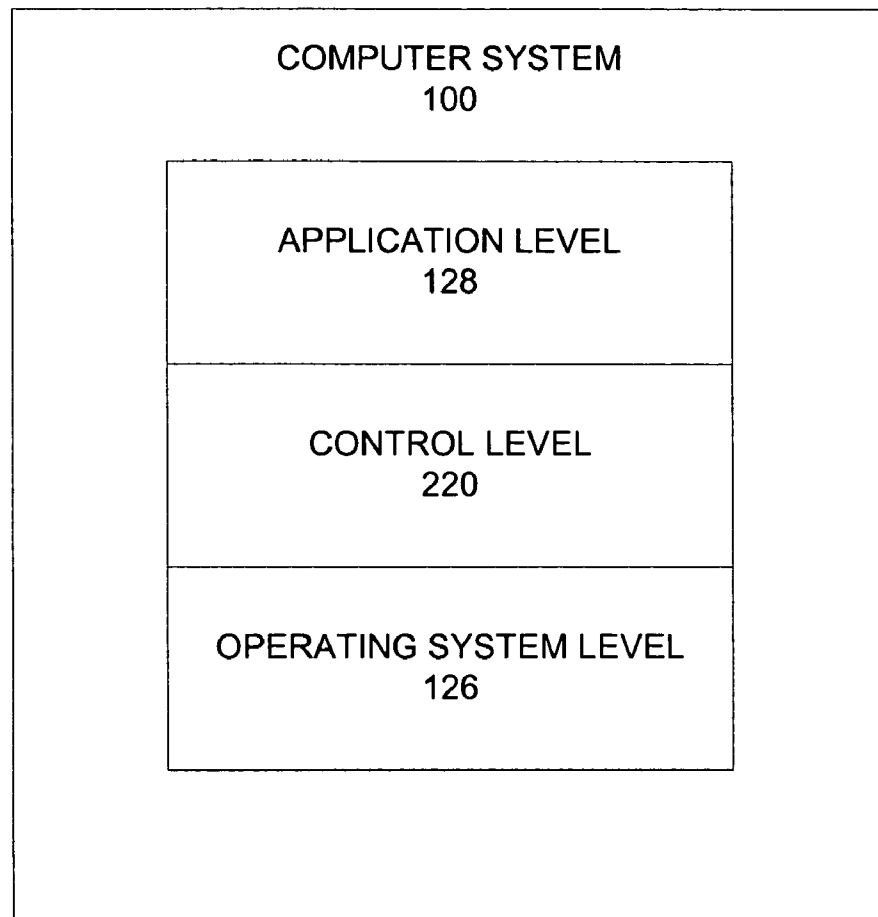 COMPUTER SYSTEM
100
APPLICATION LEVEL
128
CONTROL LEVEL
220
OPERATING SYSTEM LEVEL
126